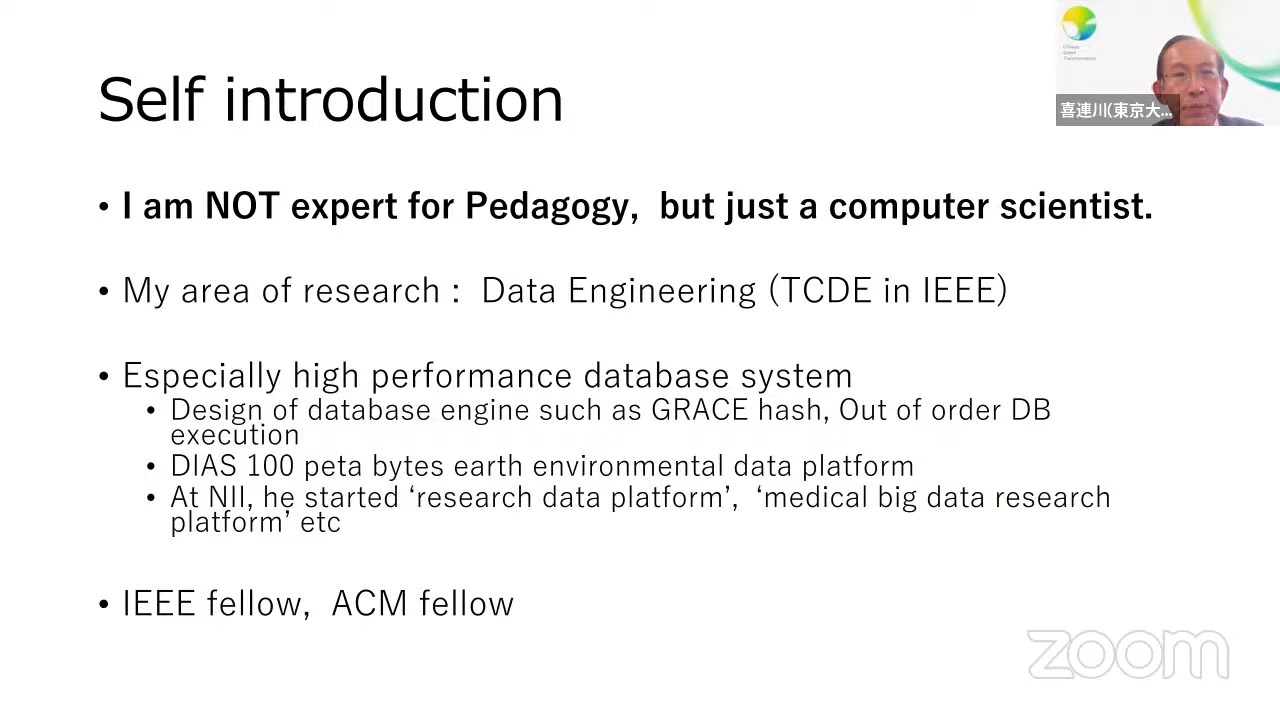 Self introduction
喜連川(東京大...
• I am NOT expert for Pedagogy, but just a computer scientist.
• My area of research : Data Engineering (TCDE in IEEE)
• Especially high performance database system
• Design of database engine such as GRACE hash, Out of order DB
execution
• DIAS 100 peta bytes earth environmental data platform
• At NII, he started ‘research data platform’, ‘medical big data research
platform’ etc
• IEEE fellow, ACM fellow
zoom